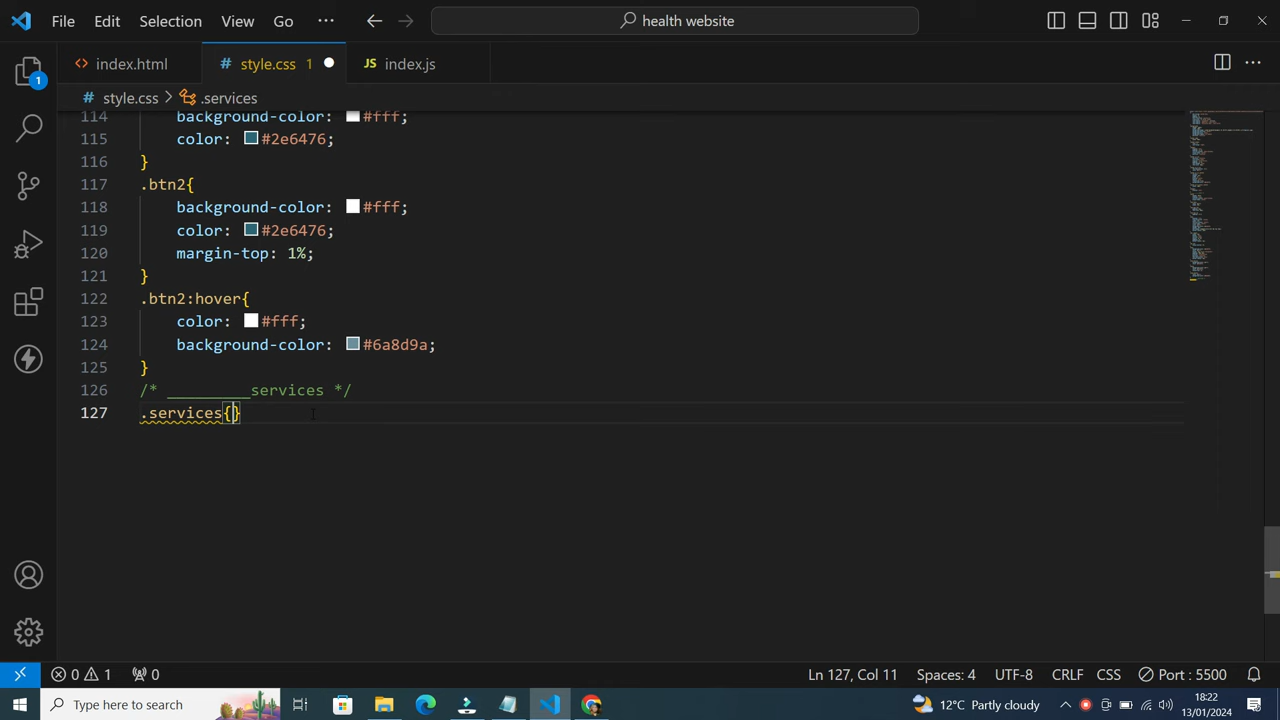 File Edit Selection View Go ··· health website
index.html # style.css 1 JS index.js
# style.css > .services
114 background-color: #fff;
115 color: #2e6476;
116 }
117 .btn2{
118 background-color: #fff;
119 color: #2e6476;
120 margin-top: 1%;
121 }
122 .btn2:hover{
123 color: #fff;
124 background-color: #6a8d9a;
125 }
126 /* _________services */
127 .services{}
1
0 1 0 Ln 127, Col 11 Spaces: 4 UTF-8 CRLF CSS Port : 5500
Type here to search 12°C Partly cloudy 18:22
13/01/2024